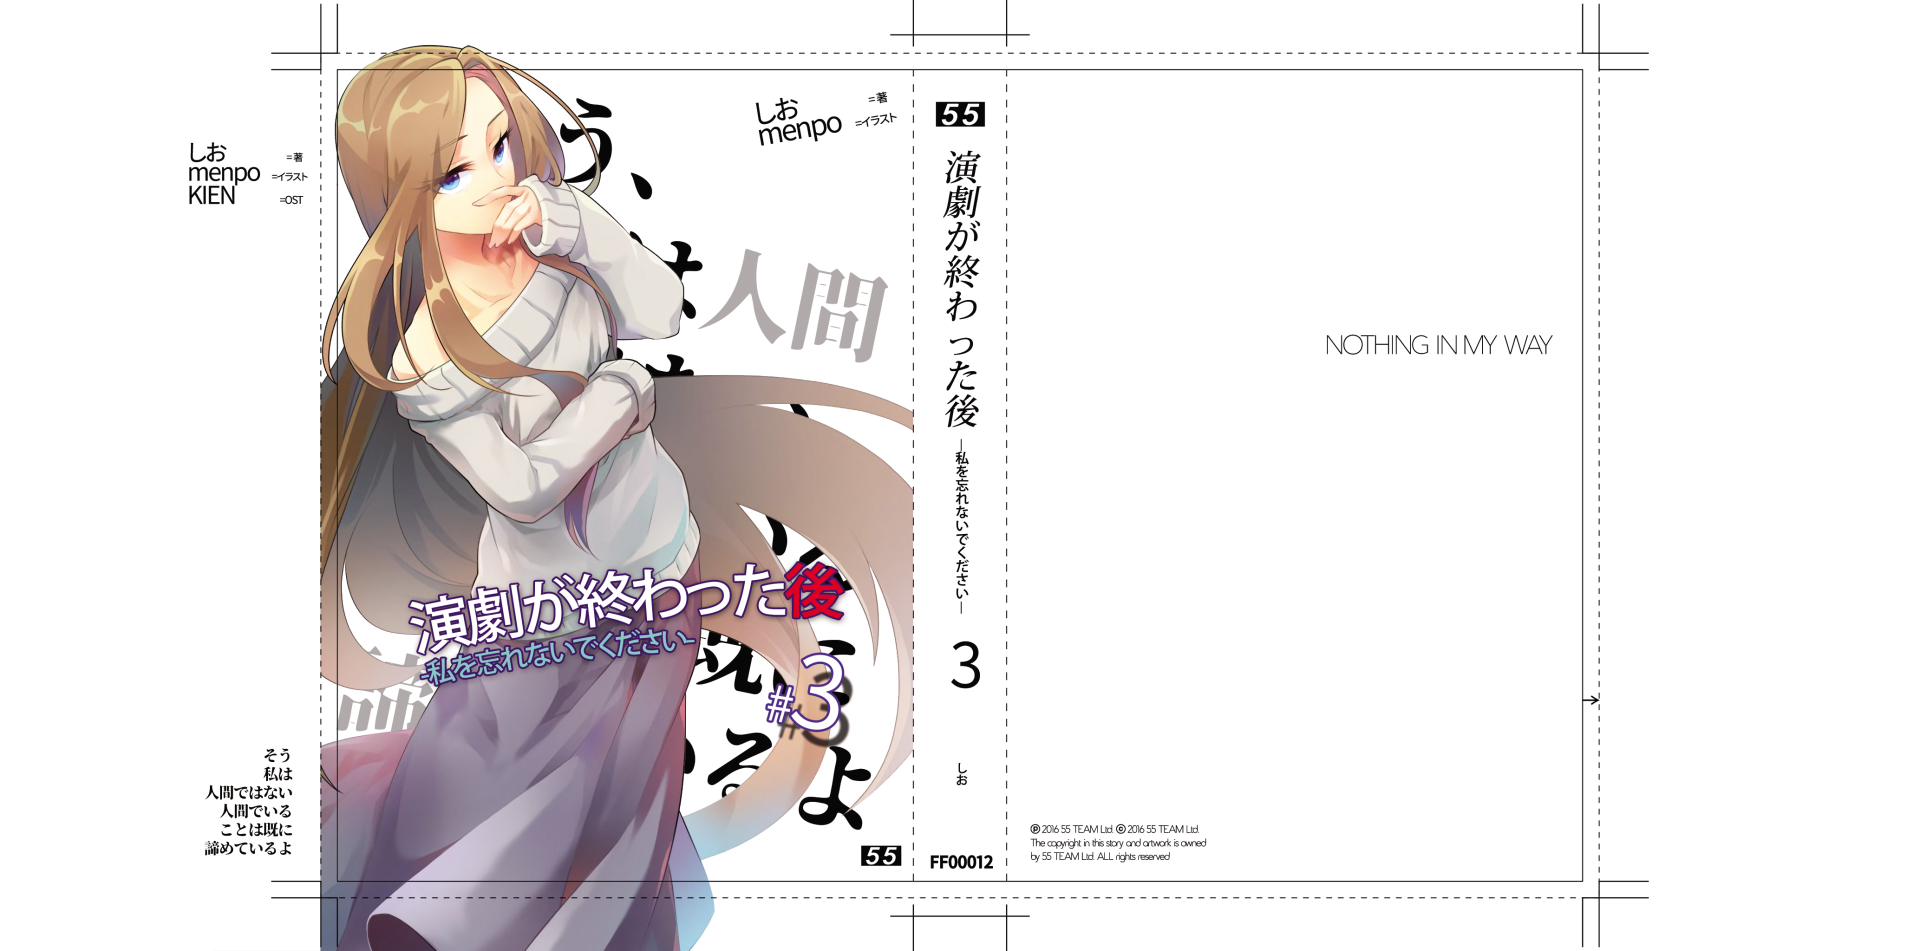 しお =著
menpo =イラスト
KIEN =OST
そう
私は
人間ではない
人間でいる
ことは既に
諦めているよ
しお =著
menpo =イラスト
う、
は
人間
既
るよ
諦
演劇が終わった後
-私を忘れないでください-
#3
55
55
演劇が終わった後
―私を忘れないでください―
3
しお
FF00012
NOTHING IN MY WAY
Ⓟ 2016 55 TEAM Ltd. © 2016 55 TEAM Ltd.
The copyright in this story and artwork is owned
by 55 TEAM Ltd. ALL rights reserved